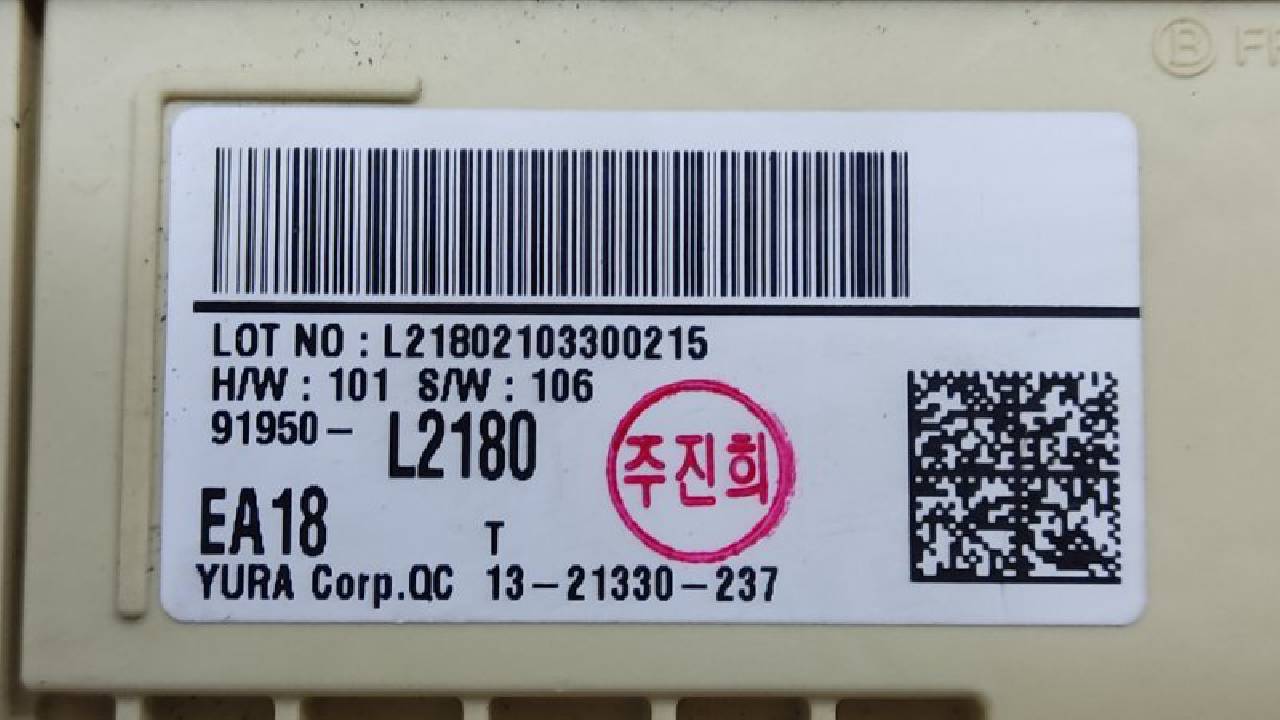 B
LOT NO : L21802103300215
H/W : 101 S/W : 106
91950- L2180
주진희
EA18 T
YURA Corp.QC 13-21330-237